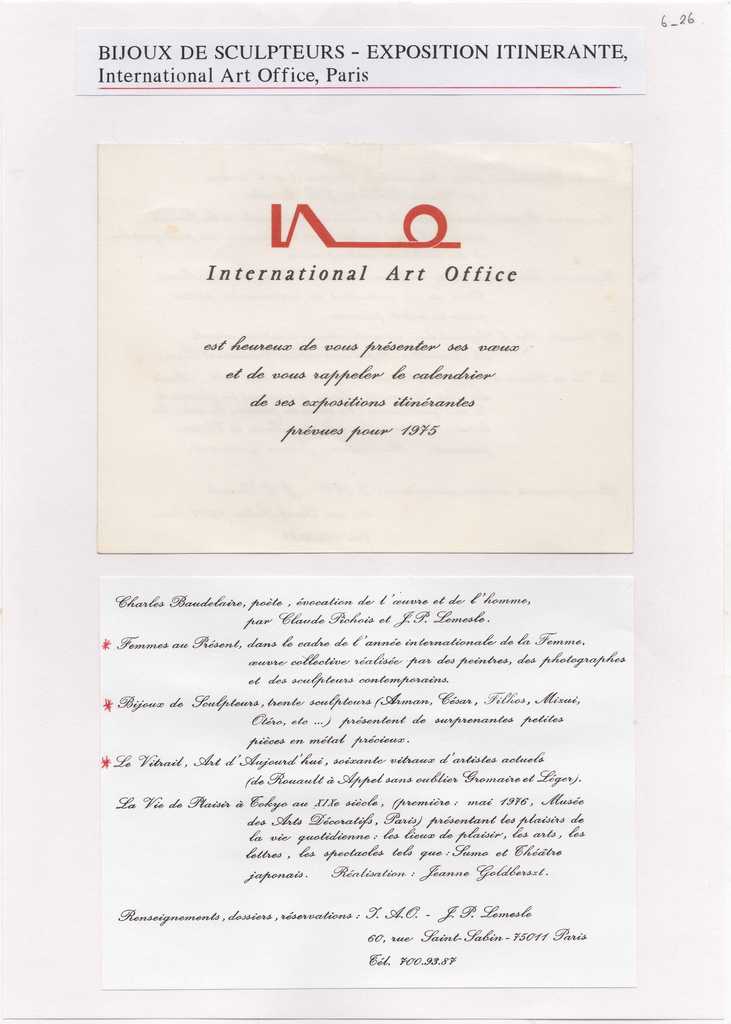 6_26
BIJOUX DE SCULPTEURS - EXPOSITION ITINERANTE,
International Art Office, Paris
IAO
International Art Office
est heureux de vous présenter ses vœux
et de vous rappeler le calendrier
de ses expositions itinérantes
prévues pour 1975
Charles Baudelaire, poète, évocation de l'œuvre et de l'homme,
par Claude Pichois et J.P. Lemesle.
* Femmes au Présent, dans le cadre de l'année internationale de la Femme.
œuvre collective réalisée par des peintres, des photographes
et des sculpteurs contemporains.
* Bijoux de Sculpteurs, trente sculpteurs (Arman, César, Filhos, Mizui,
Otéro, etc ...) présentent de surprenantes petites
pièces en métal précieux.
* Le Vitrail, Art d'Aujourd'hui, soixante vitraux d'artistes actuels
(de Rouault à Appel sans oublier Gromaire et Léger).
La Vie de Plaisir à Tokyo au XIXe siècle, (première : mai 1976, Musée
des Arts Décoratifs, Paris) présentant les plaisirs de
la vie quotidienne : les lieux de plaisir, les arts, les
lettres, les spectacles tels que : Sumo et Théâtre
japonais. Réalisation : Jeanne Goldberszt.
Renseignements, dossiers, réservations : I.A.O. - J.P. Lemesle
60, rue Saint-Sabin - 75011 Paris
Tél. 700.93.87